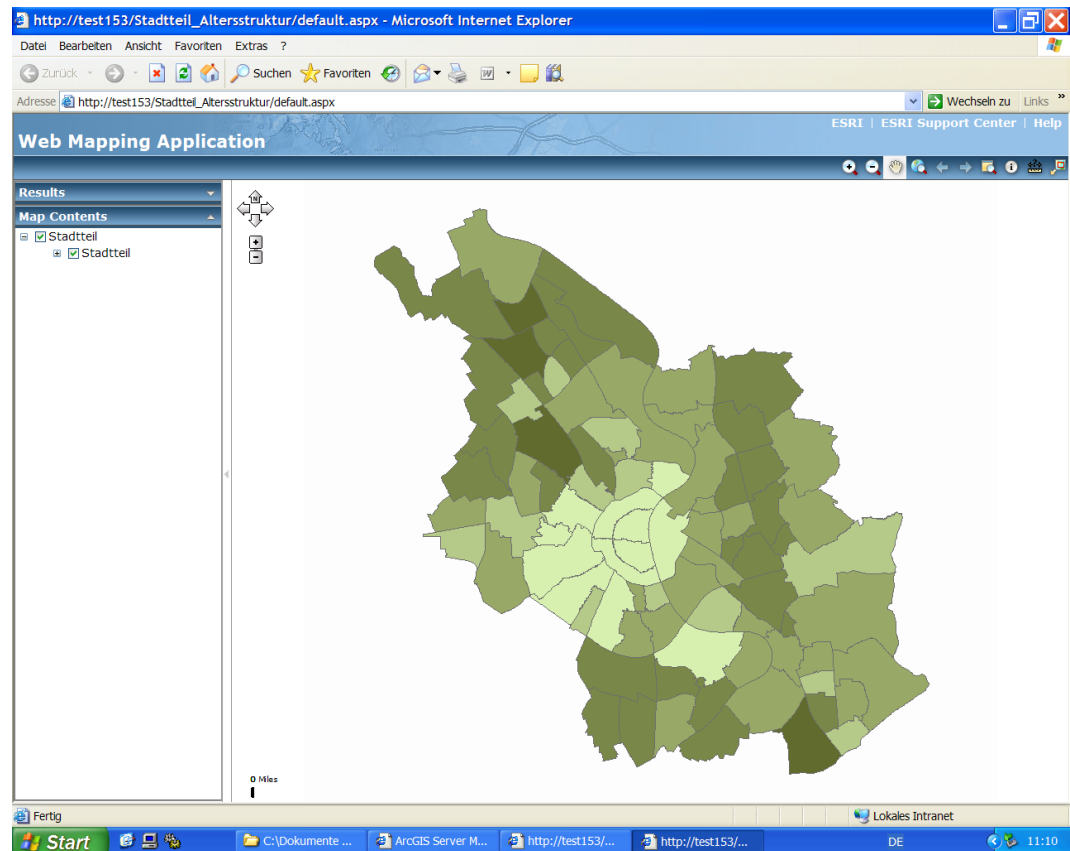 http://test153/Stadtteil_Altersstruktur/default.aspx - Microsoft Internet Explorer
Datei Bearbeiten Ansicht Favoriten Extras ?
Zurück Suchen Favoriten
Adresse http://test153/Stadtteil_Altersstruktur/default.aspx Wechseln zu Links »
ESRI | ESRI Support Center | Help
Web Mapping Application
Results
Map Contents
Stadtteil
Stadtteil
N
0 Miles
Fertig Lokales Intranet
Start C:\Dokumente ... ArcGIS Server M... http://test153/... http://test153/... DE 11:10